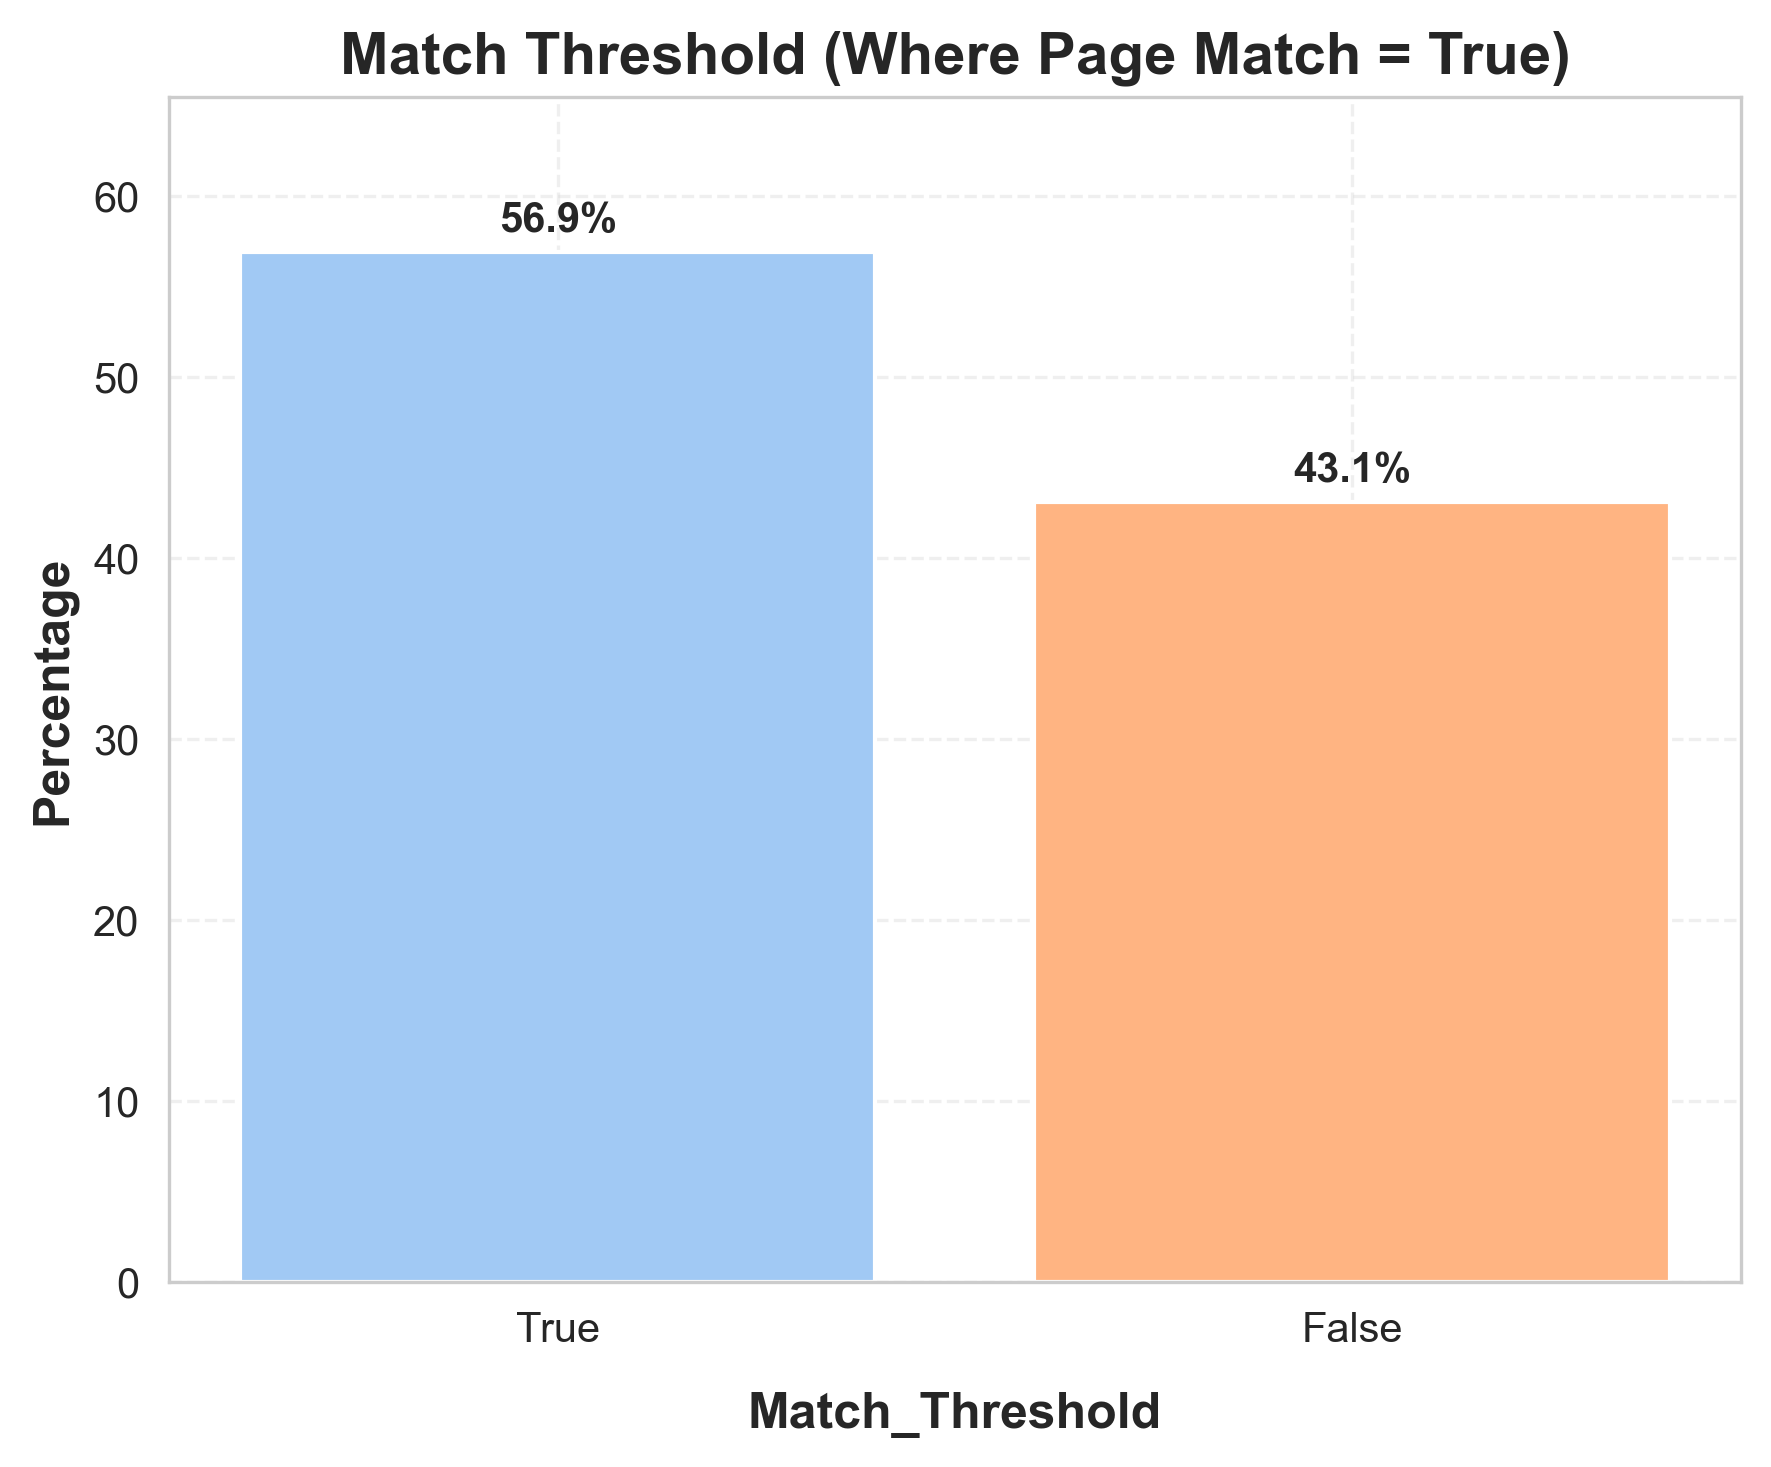 Match Threshold (Where Page Match = True)
60
56.9%
50
43.1%
40
Percentage
30
20
10
0
True False
Match_Threshold